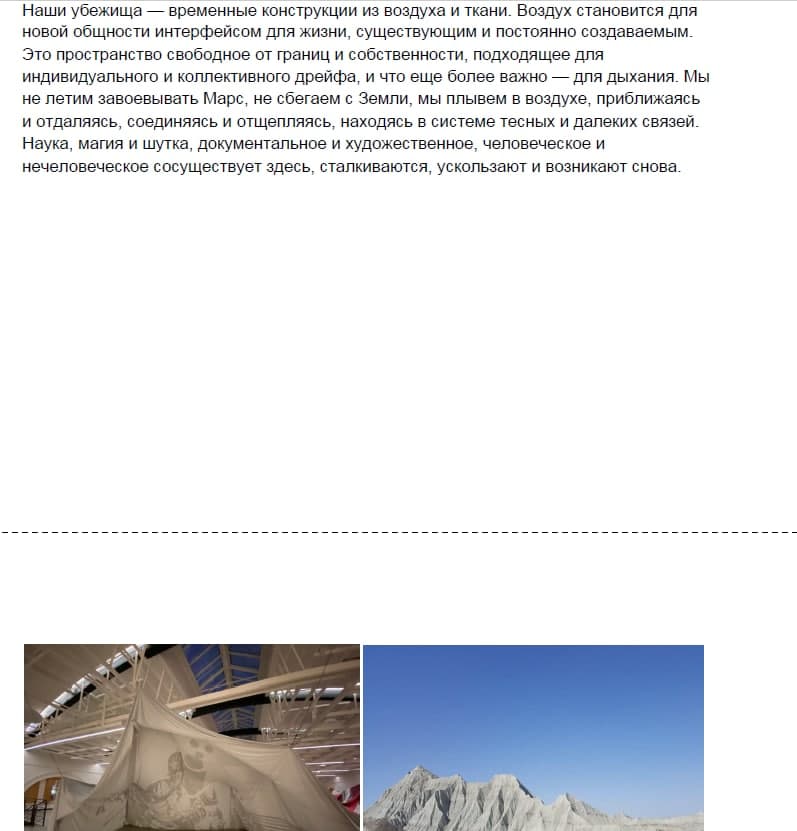 Наши убежища — временные конструкции из воздуха и ткани. Воздух становится для
новой общности интерфейсом для жизни, существующим и постоянно создаваемым.
Это пространство свободное от границ и собственности, подходящее для
индивидуального и коллективного дрейфа, и что еще более важно — для дыхания. Мы
не летим завоевывать Марс, не сбегаем с Земли, мы плывем в воздухе, приближаясь
и отдаляясь, соединяясь и отщепляясь, находясь в системе тесных и далеких связей.
Наука, магия и шутка, документальное и художественное, человеческое и
нечеловеческое сосуществует здесь, сталкиваются, ускользают и возникают снова.